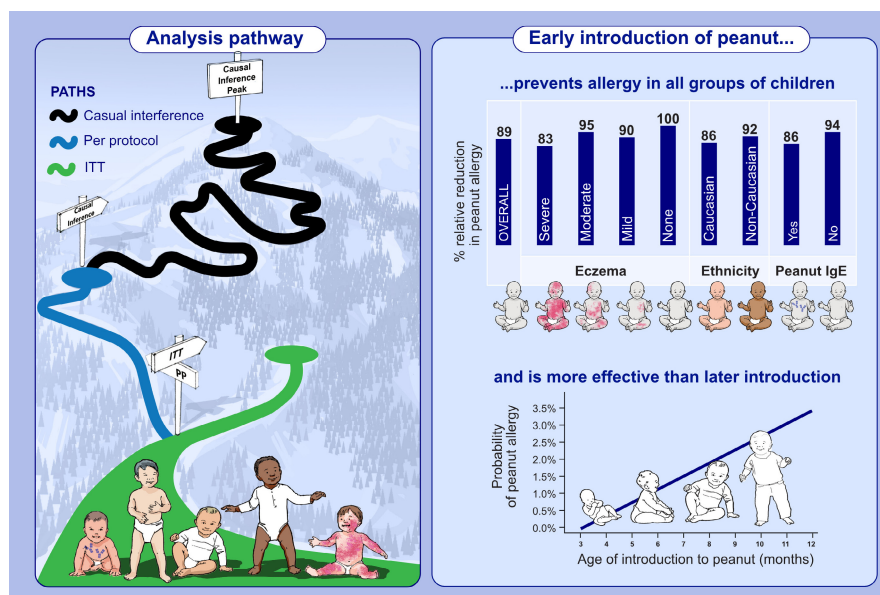 Analysis pathway
Causal
Inference
Peak
PATHS
Casual interference
Per protocol
ITT
Causal
Inference
ITT
PP
Early introduction of peanut...
...prevents allergy in all groups of children
% relative reduction
in peanut allergy
89
83
95
90
100
86
92
86
94
OVERALL
Severe
Moderate
Mild
None
Caucasian
Non-Caucasian
Yes
No
Eczema
Ethnicity
Peanut IgE
and is more effective than later introduction
Probability
of peanut allergy
3.5%
3.0%
2.5%
2.0%
1.5%
1.0%
0.5%
0.0%
3 4 5 6 7 8 9 10 11 12
Age of introduction to peanut (months)